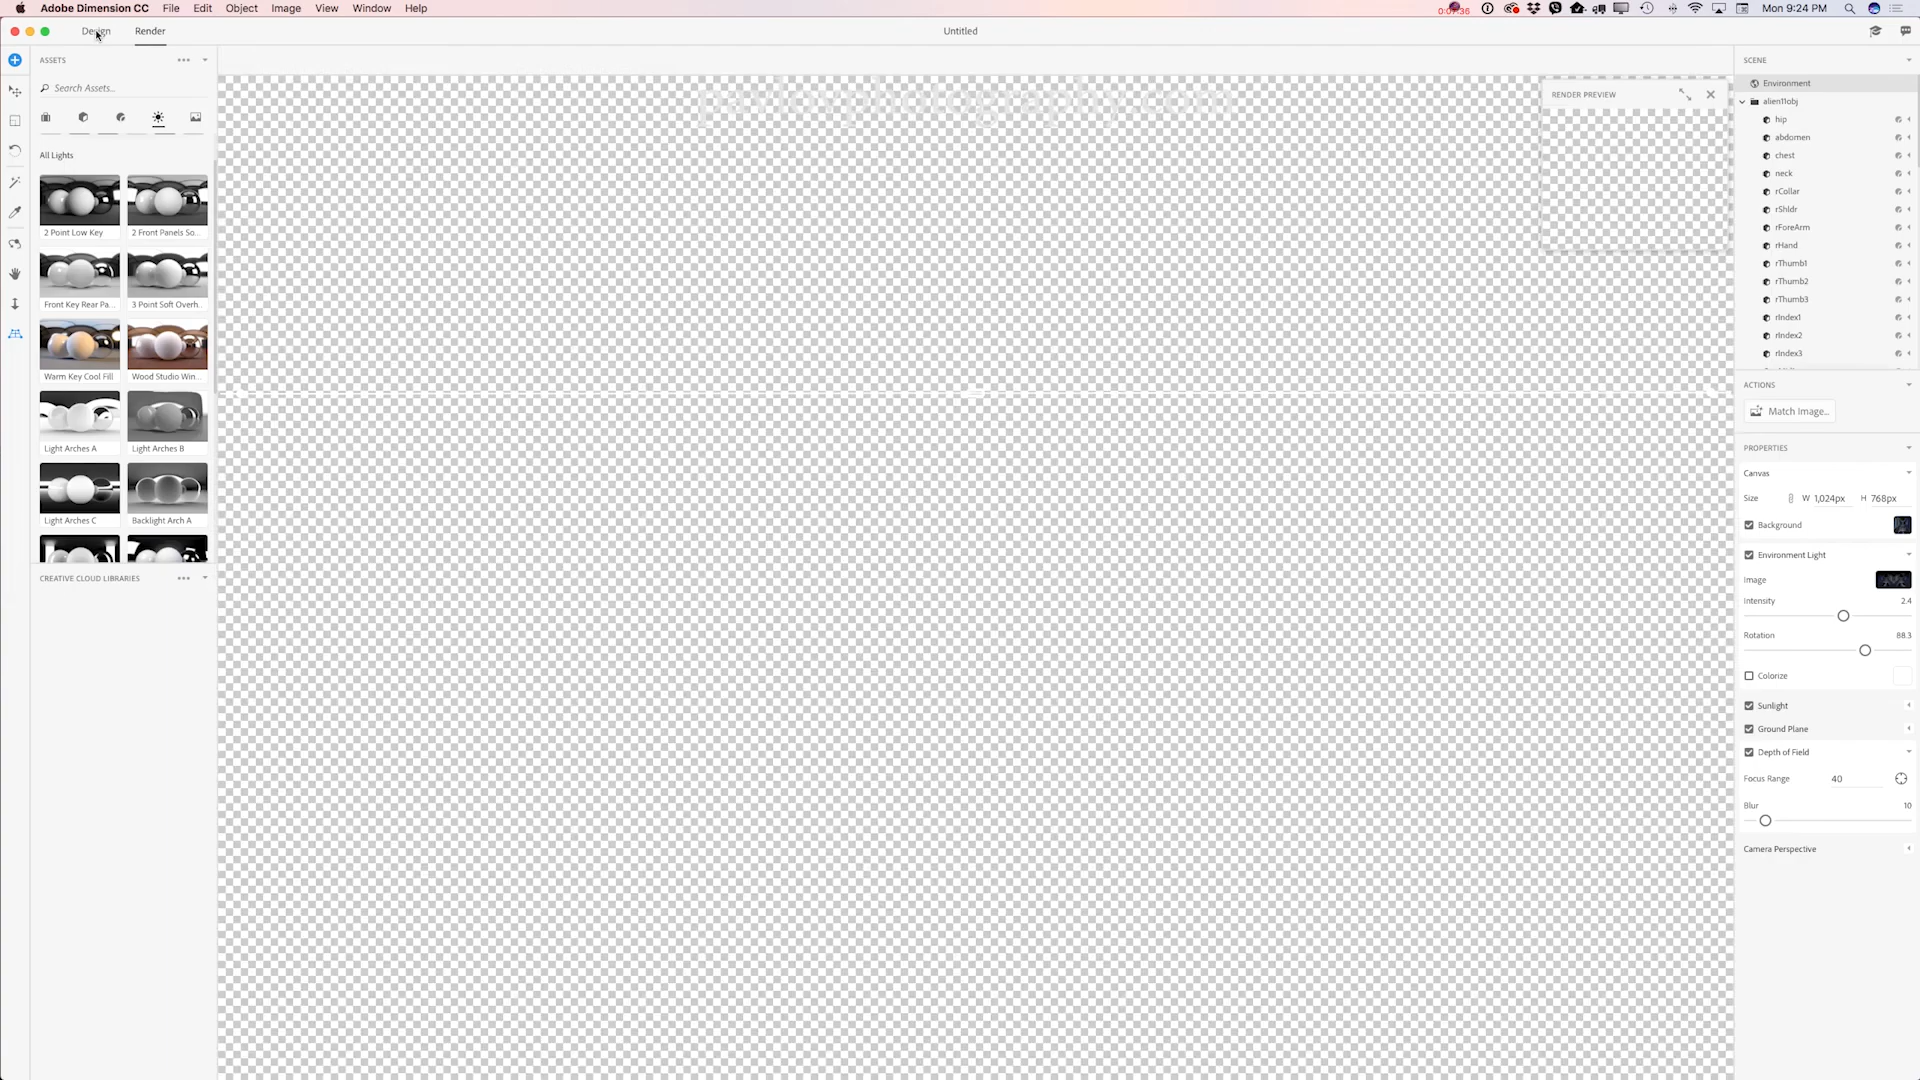 Adobe Dimension CC File Edit Object Image View Window Help
0:07:36 Mon 9:24 PM
Design Render Untitled
ASSETS
Search Assets...
All Lights
2 Point Low Key 2 Front Panels So...
Front Key Rear Pa... 3 Point Soft Overh...
Warm Key Cool Fill Wood Studio Win...
Light Arches A Light Arches B
Light Arches C Backlight Arch A
CREATIVE CLOUD LIBRARIES
RENDER PREVIEW
SCENE
Environment
alien11obj
hip
abdomen
chest
neck
rCollar
rShldr
rForeArm
rHand
rThumb1
rThumb2
rThumb3
rIndex1
rIndex2
rIndex3
ACTIONS
Match Image...
PROPERTIES
Canvas
Size W 1,024px H 768px
Background
Environment Light
Image
Intensity 2.4
Rotation 88.3
Colorize
Sunlight
Ground Plane
Depth of Field
Focus Range 40
Blur 10
Camera Perspective